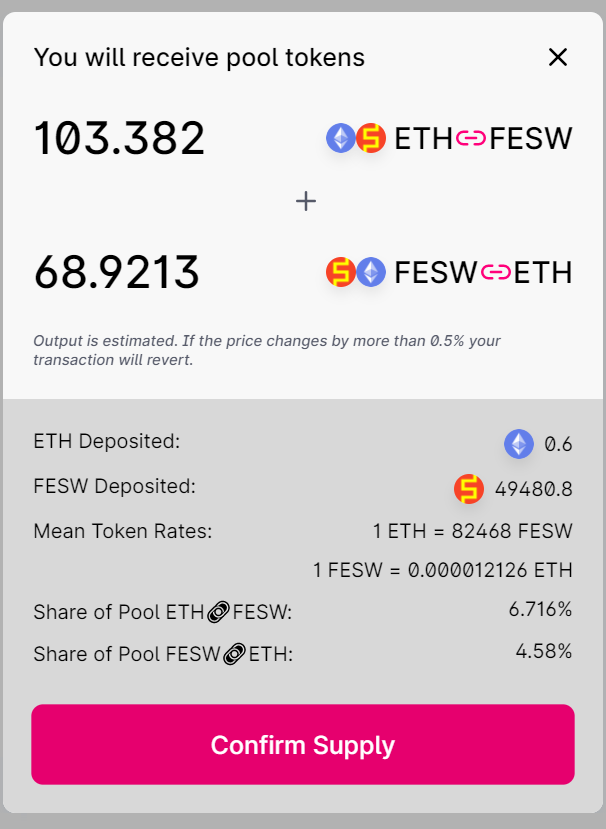 You will receive pool tokens
103.382 ETH FESW
+
68.9213 FESW ETH
Output is estimated. If the price changes by more than 0.5% your
transaction will revert.
ETH Deposited: 0.6
FESW Deposited: 49480.8
Mean Token Rates: 1 ETH = 82468 FESW
1 FESW = 0.000012126 ETH
Share of Pool ETH🔗FESW: 6.716%
Share of Pool FESW🔗ETH: 4.58%
Confirm Supply